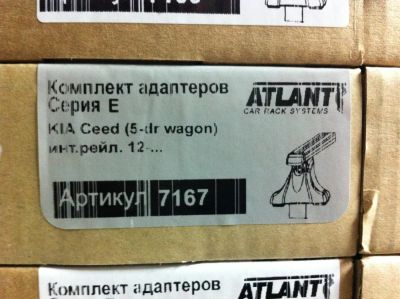 Комплект адаптеров
Серия E
ATLANT
CAR RACK SYSTEMS
KIA Ceed (5-dr wagon)
инт.рейл. 12-...
Артикул 7167
Комплект адаптеров
ATLANT